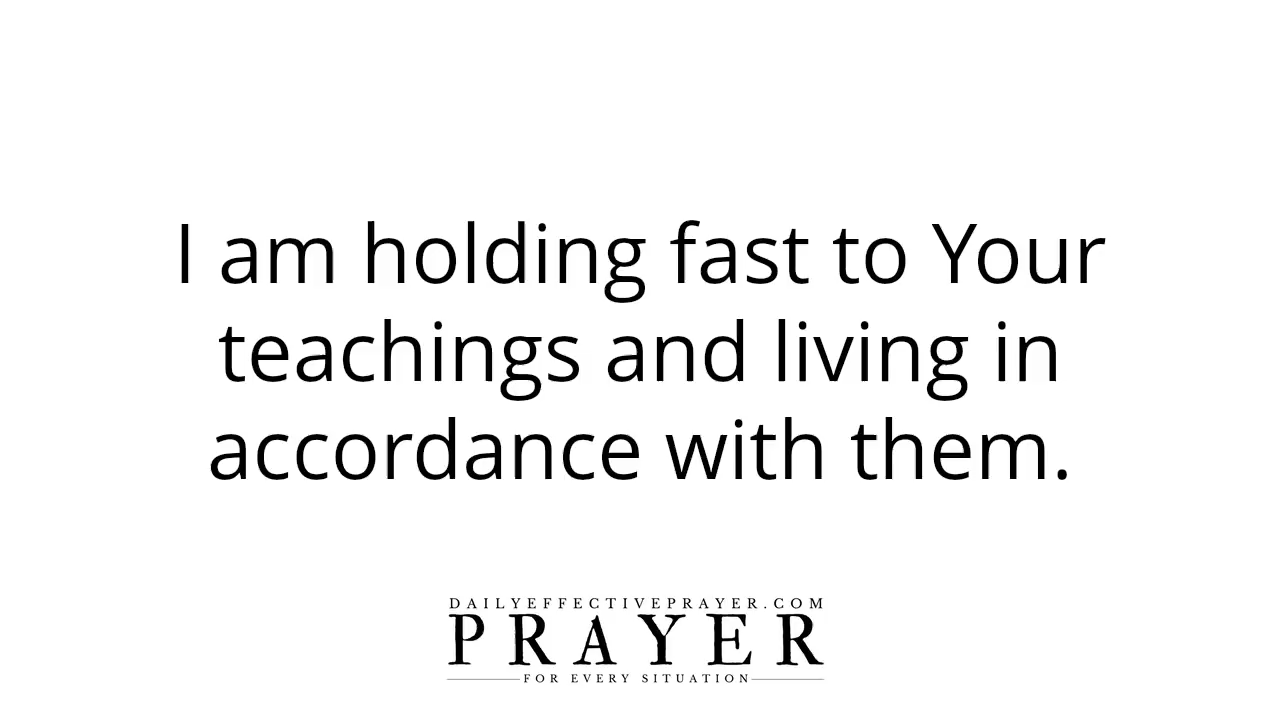 I am holding fast to Your
teachings and living in
accordance with them.
DAILYEFFECTIVEPRAYER.COM
PRAYER
FOR EVERY SITUATION